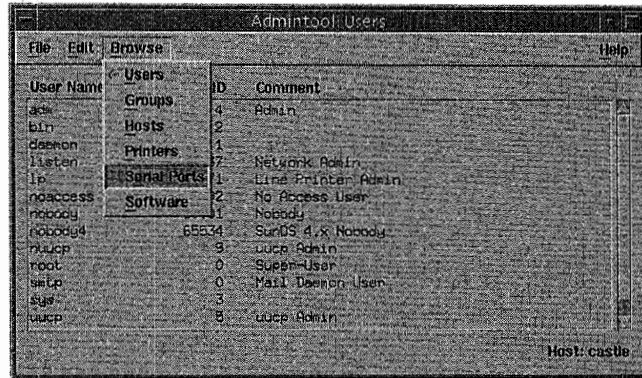 Admintool: Users
File Edit Browse Help
User Name ID Comment
Users
Groups
Hosts
Printers
Serial Ports
Software
adm 4 Admin
bin 2
daemon 1
listen 37 Network Admin
lp 71 Line Printer Admin
noaccess 02 No Access User
nobody 01 Nobody
nobody4 65534 SunOS 4.x Nobody
nuucp 9 uucp Admin
root 0 Super-User
smtp 0 Mail Daemon User
sys 3
uucp 5 uucp Admin
Host: castle